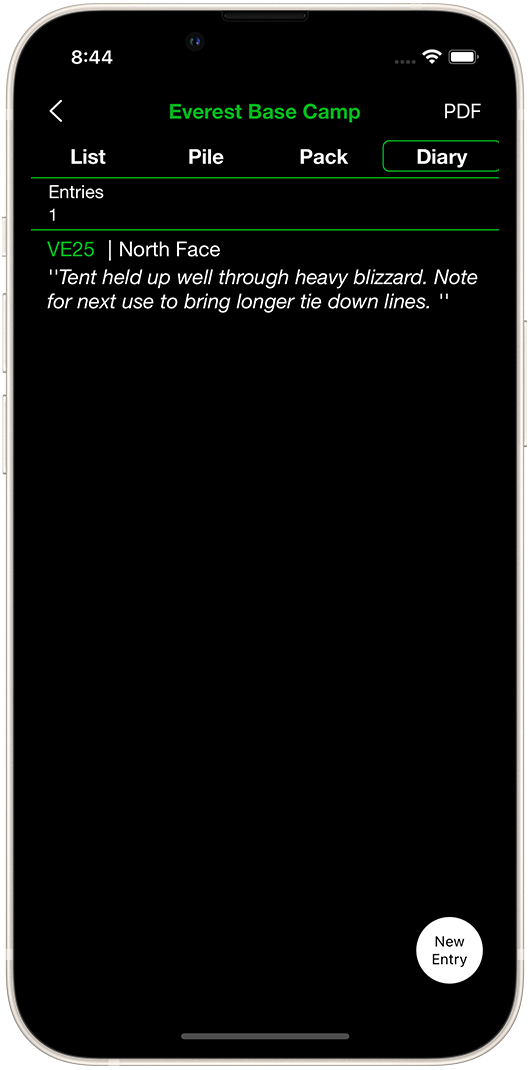 8:44
Everest Base Camp PDF
List Pile Pack Diary
Entries
1
VE25 | North Face
''Tent held up well through heavy blizzard. Note
for next use to bring longer tie down lines. ''
New
Entry